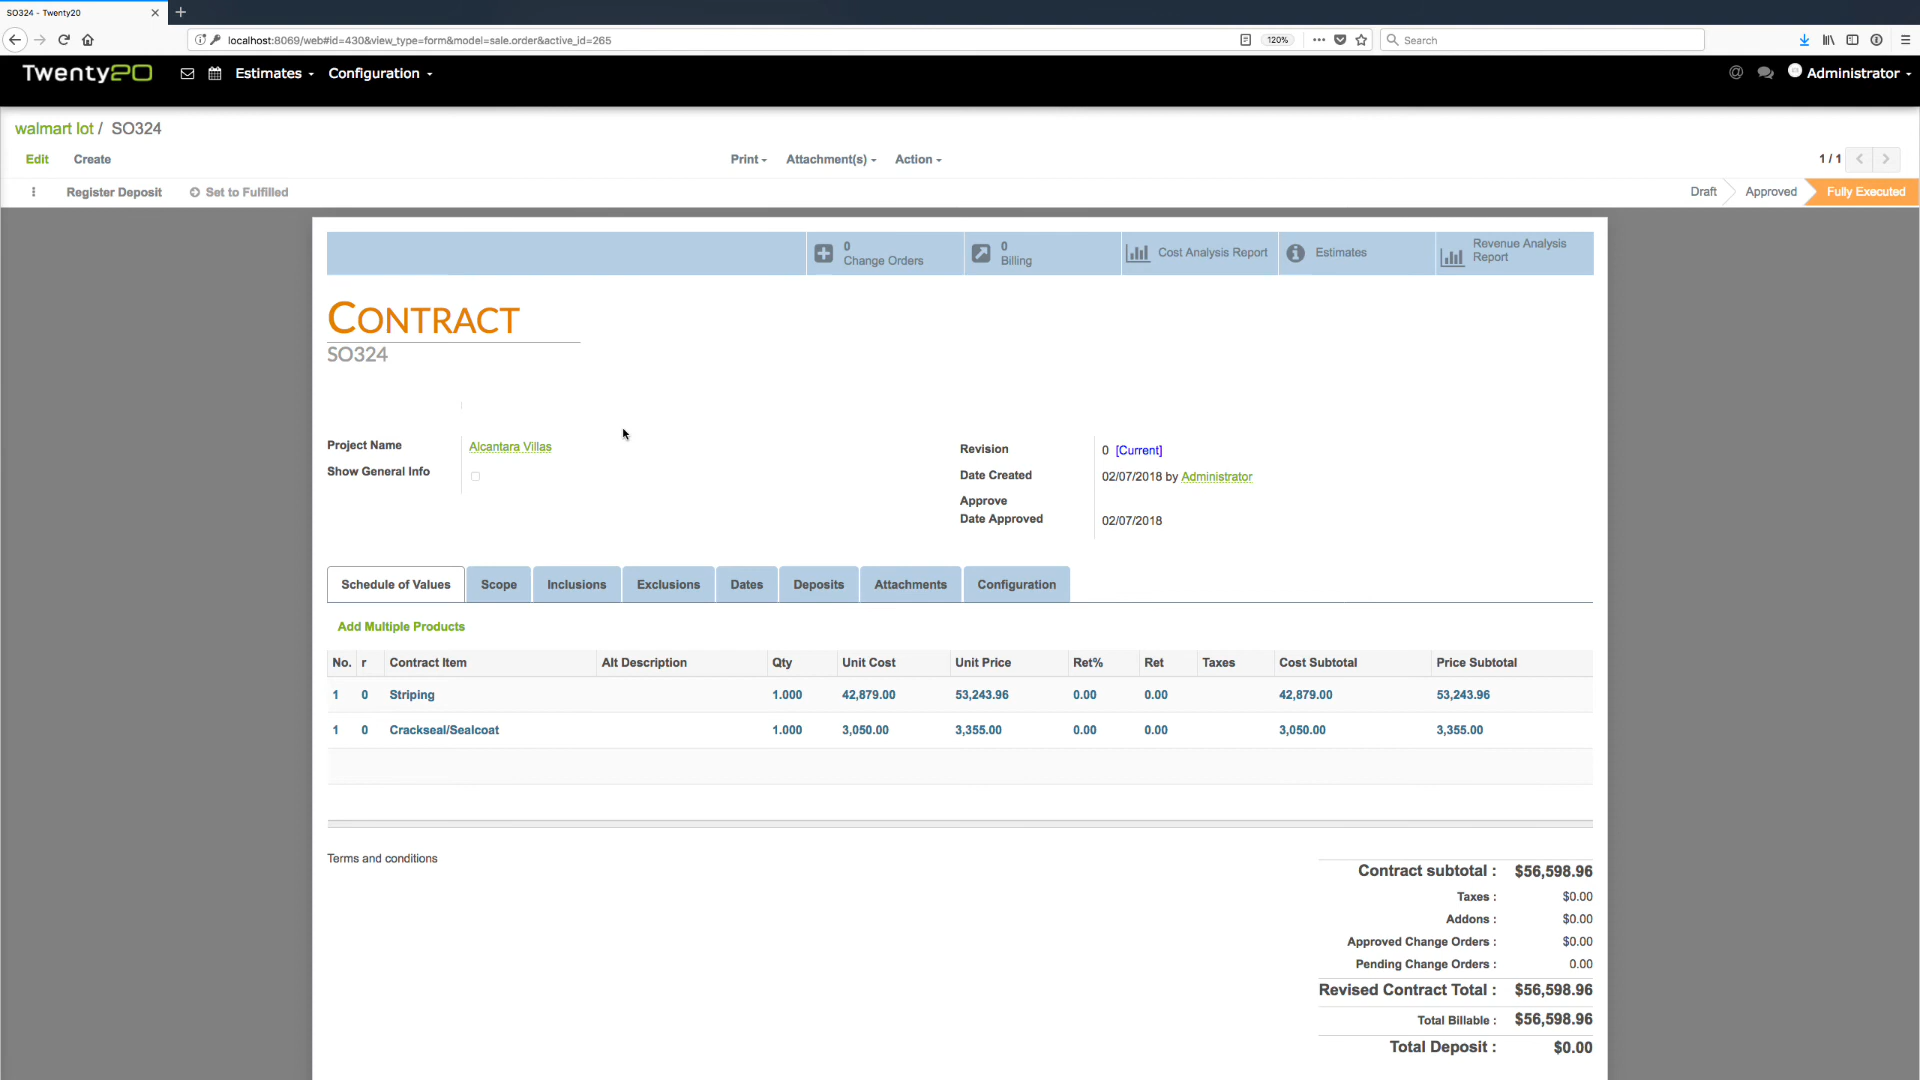 SO324 - Twenty20
localhost:8069/web#id=430&view_type=form&model=sale.order&active_id=265
120%
Search
Twenty20
Estimates
Configuration
Administrator
walmart lot / SO324
Edit
Create
Print
Attachment(s)
Action
1 / 1
Register Deposit
Set to Fulfilled
Draft
Approved
Fully Executed
0
Change Orders
0
Billing
Cost Analysis Report
Estimates
Revenue Analysis
Report
CONTRACT
SO324
Project Name
Alcantara Villas
Show General Info
Revision
0 [Current]
Date Created
02/07/2018 by Administrator
Approve
Date Approved
02/07/2018
Schedule of Values
Scope
Inclusions
Exclusions
Dates
Deposits
Attachments
Configuration
Add Multiple Products
No. r Contract Item Alt Description Qty Unit Cost Unit Price Ret% Ret Taxes Cost Subtotal Price Subtotal
1 0 Striping 1.000 42,879.00 53,243.96 0.00 0.00 42,879.00 53,243.96
1 0 Crackseal/Sealcoat 1.000 3,050.00 3,355.00 0.00 0.00 3,050.00 3,355.00
Terms and conditions
Contract subtotal : $56,598.96
Taxes : $0.00
Addons : $0.00
Approved Change Orders : $0.00
Pending Change Orders : 0.00
Revised Contract Total : $56,598.96
Total Billable : $56,598.96
Total Deposit : $0.00